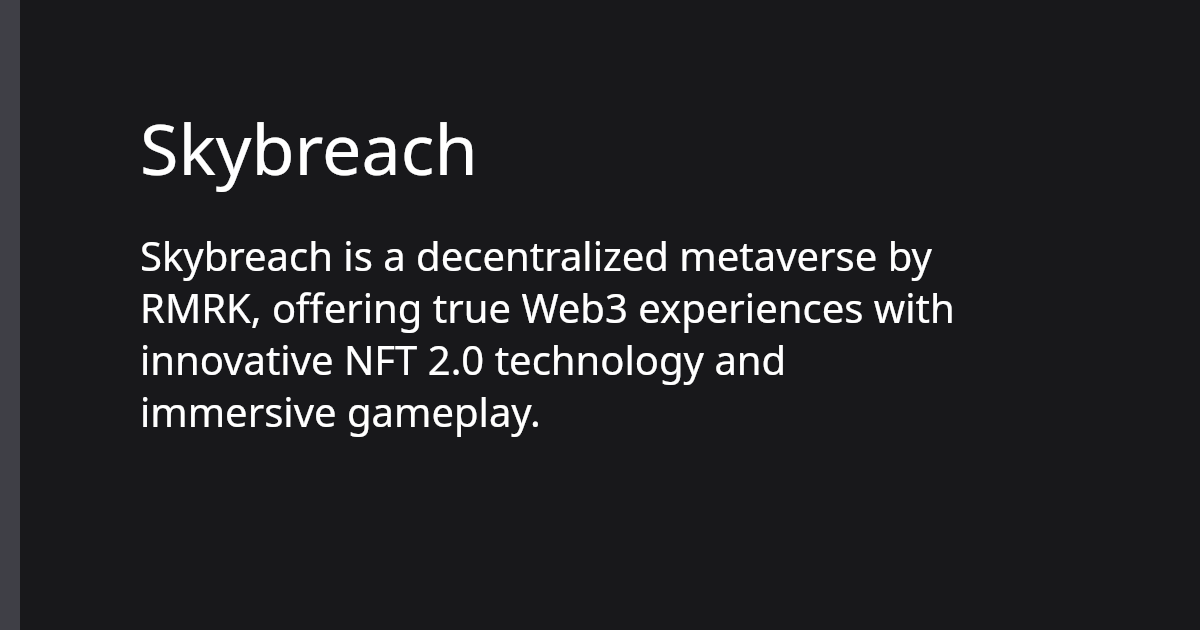 Skybreach
Skybreach is a decentralized metaverse by
RMRK, offering true Web3 experiences with
innovative NFT 2.0 technology and
immersive gameplay.